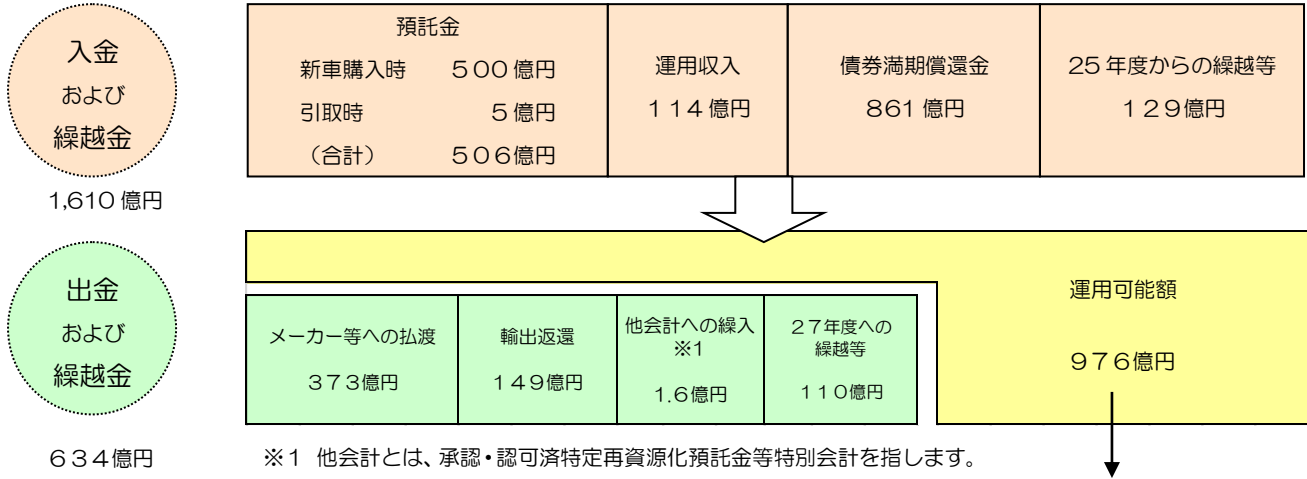 入金
および
繰越金
1,610 億円
預託金
新車購入時 ５００億円
引取時 ５億円
（合計） ５０６億円
運用収入
１１４億円
債券満期償還金
861 億円
25 年度からの繰越等
１２９億円
出金
および
繰越金
６３４億円
メーカー等への払渡
３７３億円
輸出返還
１４９億円
他会計への繰入
※1
1.6億円
２７年度への
繰越等
１１０億円
運用可能額
９７６億円
※１ 他会計とは、承認・認可済特定再資源化預託金等特別会計を指します。